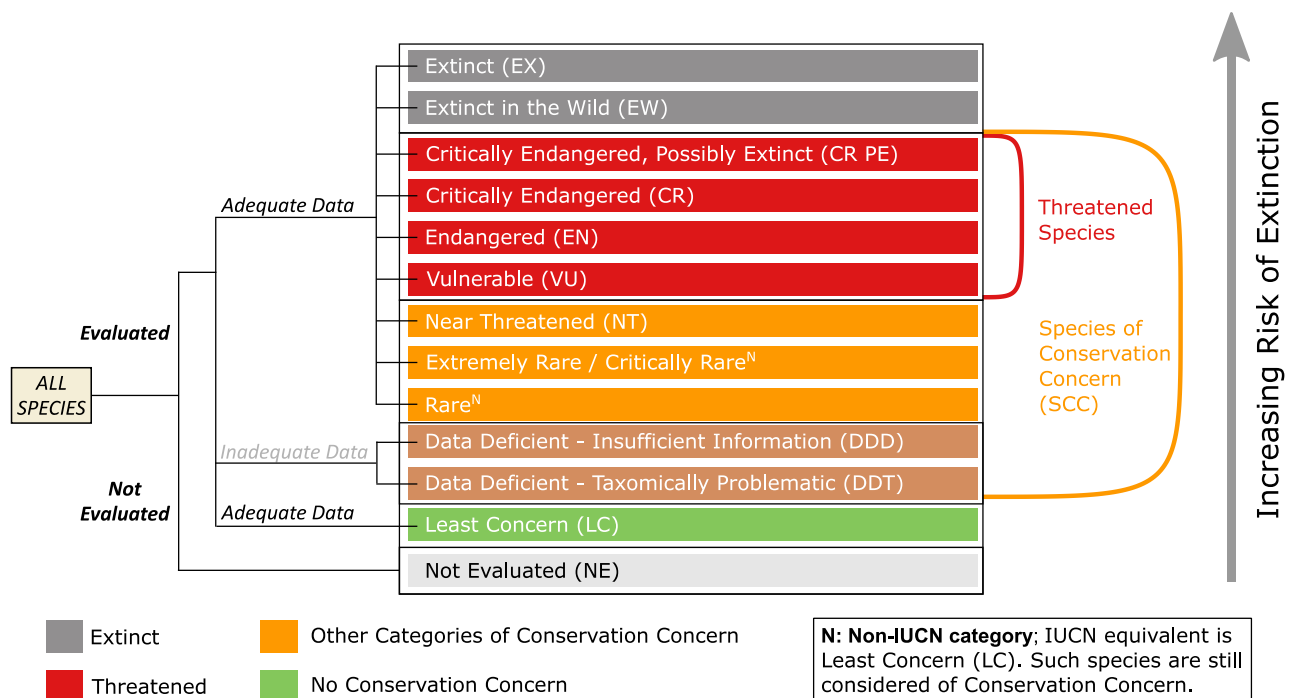 Extinct (EX)
Extinct in the Wild (EW)
Critically Endangered, Possibly Extinct (CR PE)
Critically Endangered (CR)
Endangered (EN)
Vulnerable (VU)
Near Threatened (NT)
Extremely Rare / Critically Rareᴺ
Rareᴺ
Data Deficient - Insufficient Information (DDD)
Data Deficient - Taxomically Problematic (DDT)
Least Concern (LC)
Not Evaluated (NE)
Adequate Data
Evaluated
ALL
SPECIES
Inadequate Data
Not
Evaluated
Adequate Data
Threatened
Species
Species of
Conservation
Concern
(SCC)
Increasing Risk of Extinction
Extinct
Threatened
Other Categories of Conservation Concern
No Conservation Concern
N: Non-IUCN category; IUCN equivalent is
Least Concern (LC). Such species are still
considered of Conservation Concern.